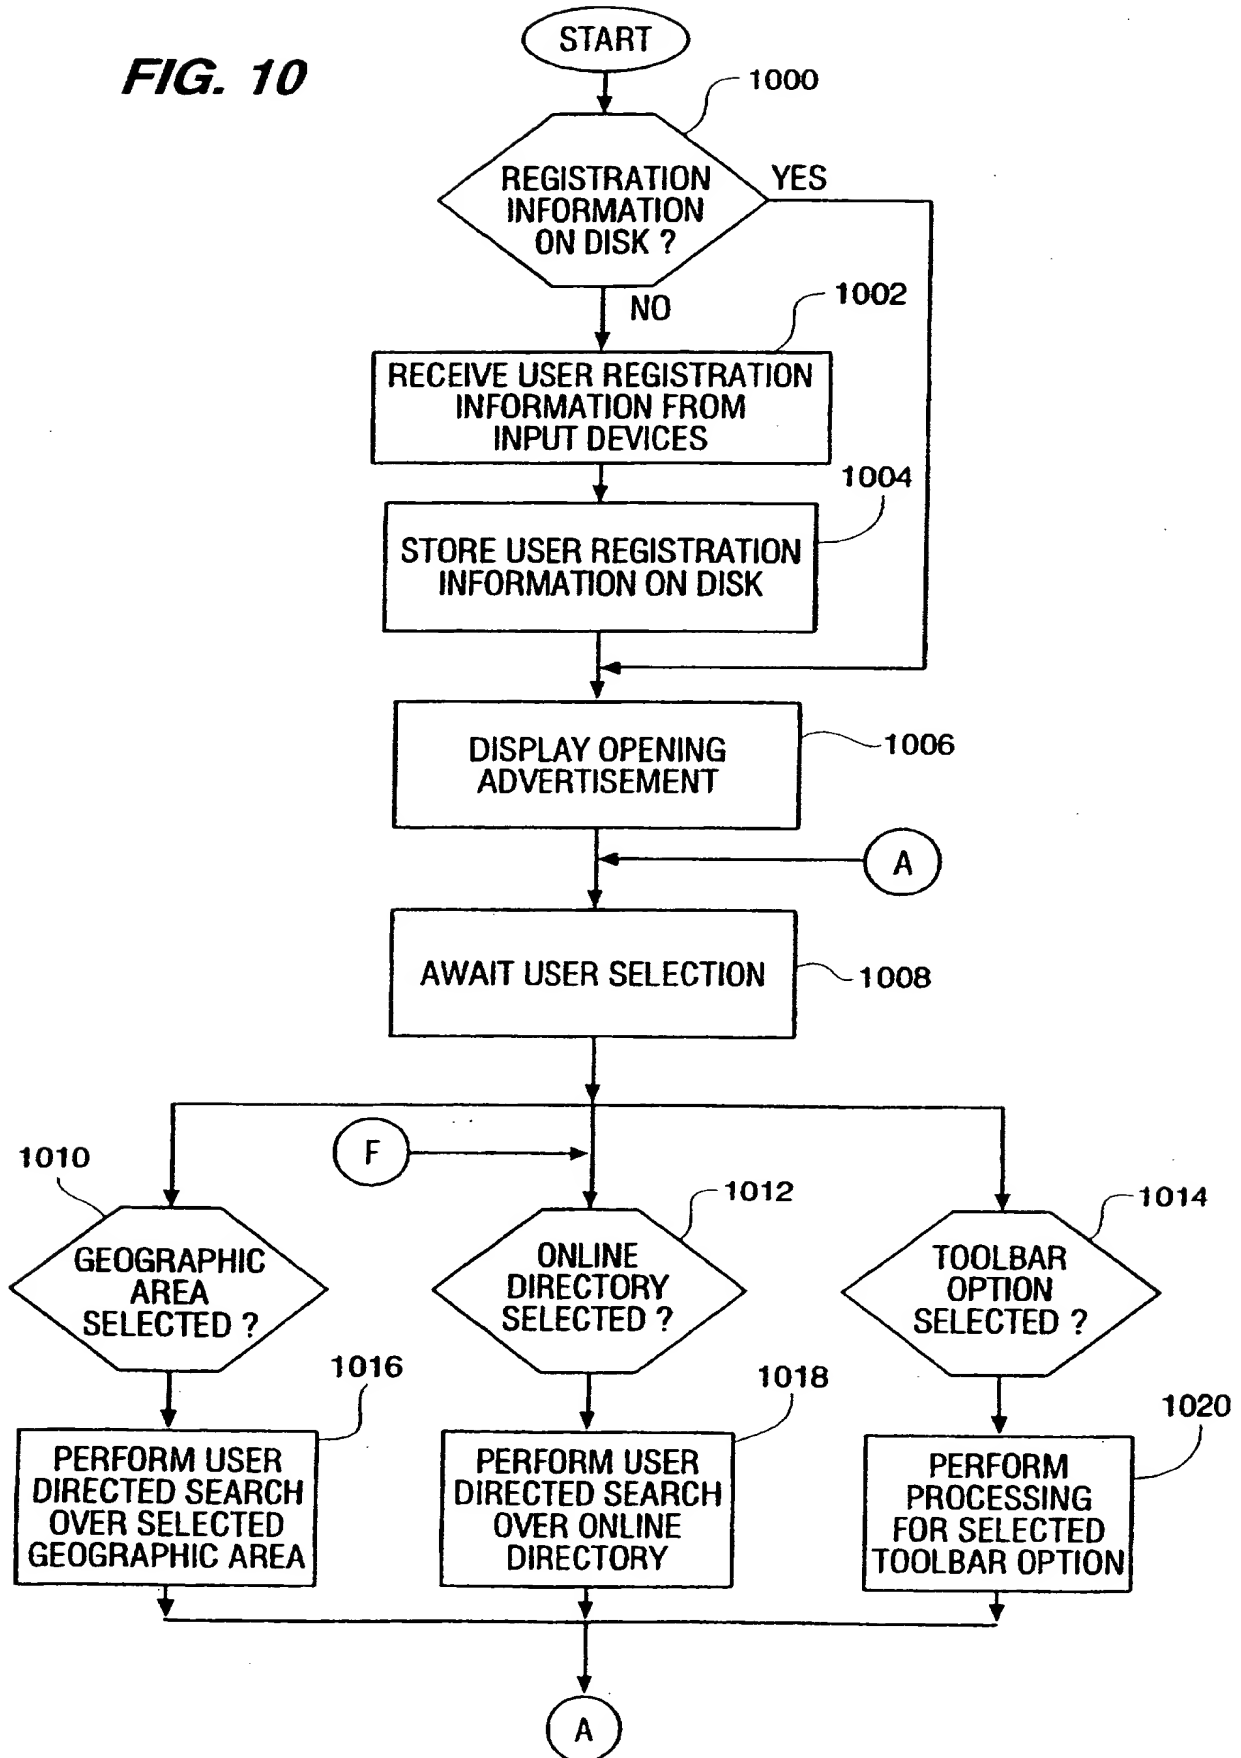 FIG. 10
START
1000
REGISTRATION
INFORMATION
ON DISK ?
YES
NO
1002
RECEIVE USER REGISTRATION
INFORMATION FROM
INPUT DEVICES
1004
STORE USER REGISTRATION
INFORMATION ON DISK
DISPLAY OPENING
ADVERTISEMENT
1006
A
AWAIT USER SELECTION
1008
F
1010
GEOGRAPHIC
AREA
SELECTED ?
1012
ONLINE
DIRECTORY
SELECTED ?
1014
TOOLBAR
OPTION
SELECTED ?
1016
PERFORM USER
DIRECTED SEARCH
OVER SELECTED
GEOGRAPHIC AREA
1018
PERFORM USER
DIRECTED SEARCH
OVER ONLINE
DIRECTORY
1020
PERFORM
PROCESSING
FOR SELECTED
TOOLBAR OPTION
A